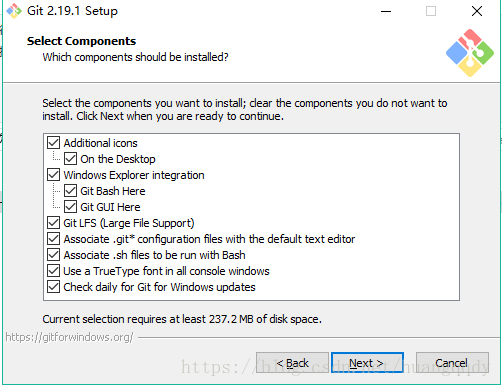 Git 2.19.1 Setup
Select Components
Which components should be installed?
Select the components you want to install; clear the components you do not want to
install. Click Next when you are ready to continue.
Additional icons
On the Desktop
Windows Explorer integration
Git Bash Here
Git GUI Here
Git LFS (Large File Support)
Associate .git* configuration files with the default text editor
Associate .sh files to be run with Bash
Use a TrueType font in all console windows
Check daily for Git for Windows updates
Current selection requires at least 237.2 MB of disk space.
https://gitforwindows.org/
< Back
Next >
Cancel